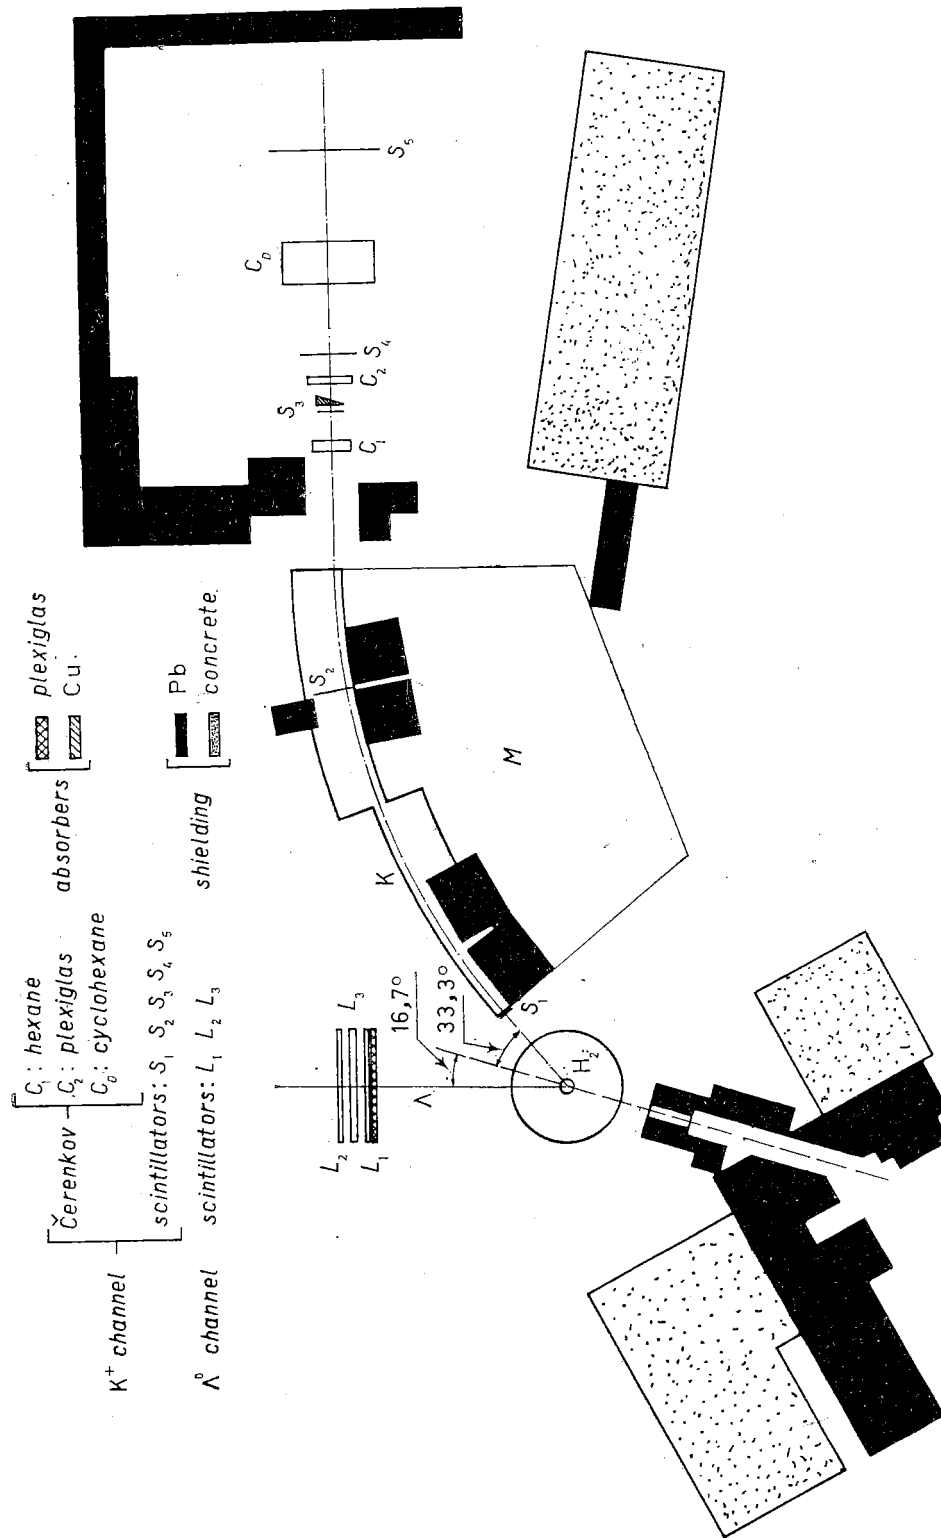 K⁺ channel
Čerenkov
C₁: hexane
C₂: plexiglas
C_D: cyclohexane
scintillators: S₁ S₂ S₃ S₄ S₅
Λ⁰ channel
scintillators: L₁ L₂ L₃
absorbers
plexiglas
Cu.
shielding
Pb
concrete.
L₂
L₁
L₃
Λ
16,7°
33,3°
H₂
S₁
K
S₂
M
C₁
S₃
C₂
S₄
C_D
S₅